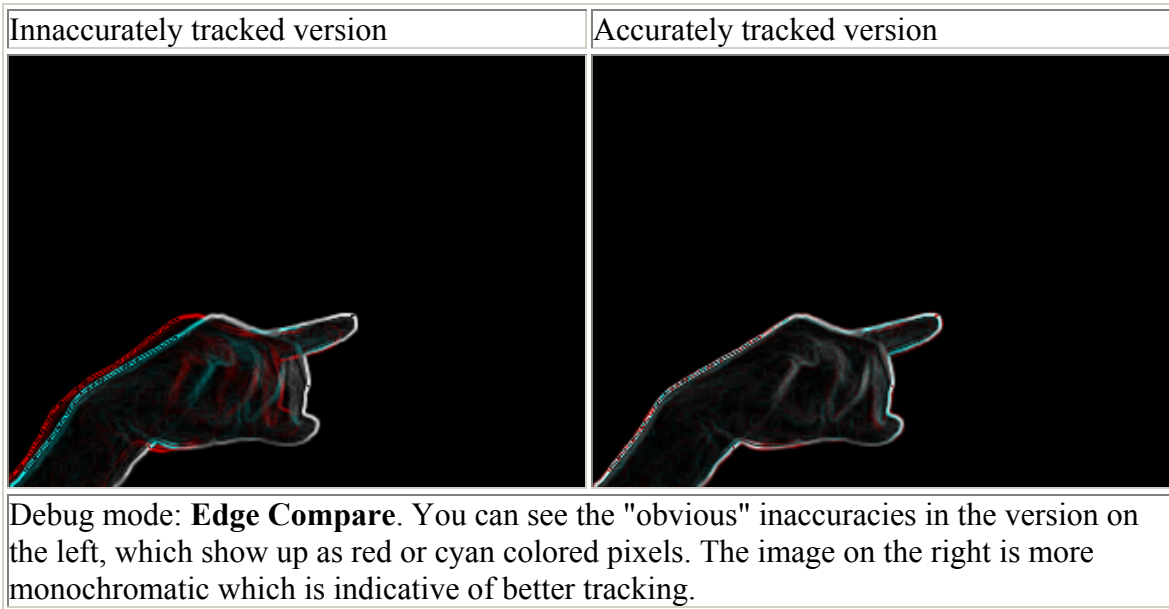 Innaccurately tracked version
Accurately tracked version
Debug mode: Edge Compare. You can see the "obvious" inaccuracies in the version on
the left, which show up as red or cyan colored pixels. The image on the right is more
monochromatic which is indicative of better tracking.